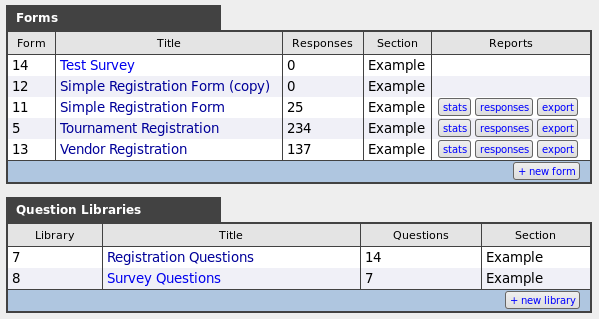 Forms
Form Title Responses Section Reports
14 Test Survey 0 Example
12 Simple Registration Form (copy) 0 Example
11 Simple Registration Form 25 Example stats responses export
5 Tournament Registration 234 Example stats responses export
13 Vendor Registration 137 Example stats responses export
+ new form
Question Libraries
Library Title Questions Section
7 Registration Questions 14 Example
8 Survey Questions 7 Example
+ new library